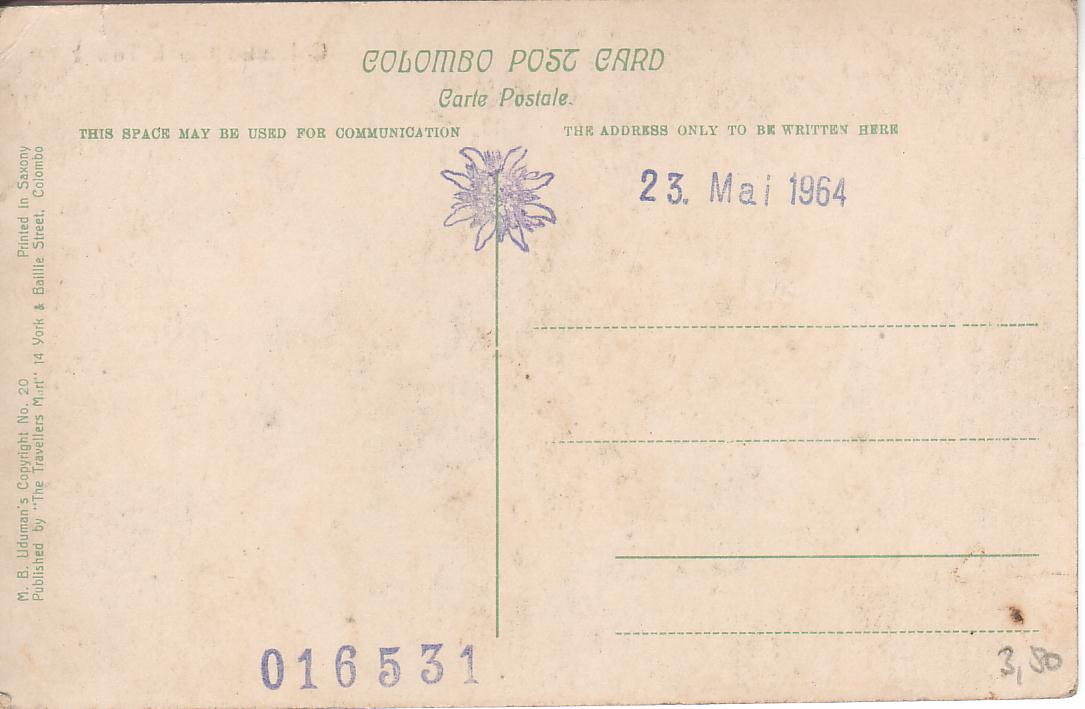 COLOMBO POST CARD
Carte Postale.
THIS SPACE MAY BE USED FOR COMMUNICATION
THE ADDRESS ONLY TO BE WRITTEN HERE
23. Mai 1964
M. B. Uduman's Copyright No. 20 Printed in Saxony
Published by "The Travellers Mart" 14 York & Baillie Street, Colombo
016531
3,50